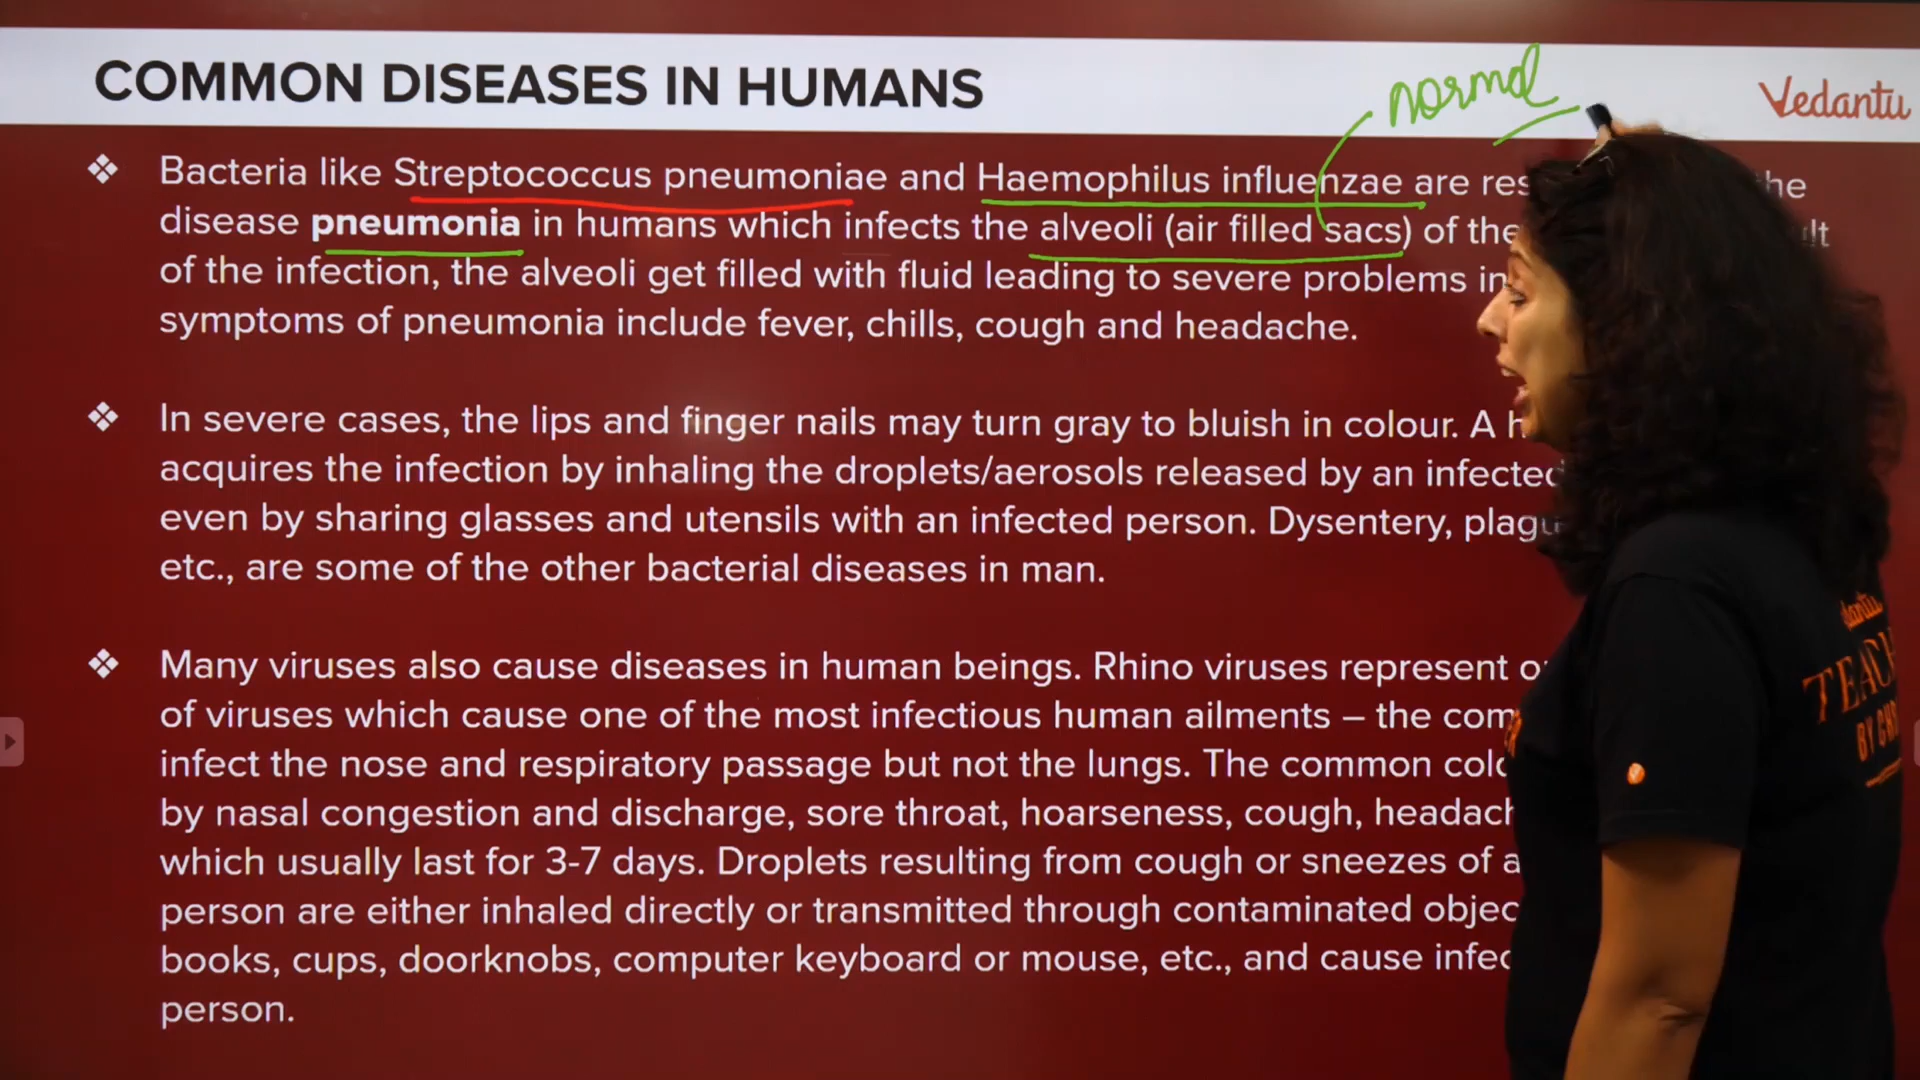 COMMON DISEASES IN HUMANS
normal
Vedantu
❖ Bacteria like Streptococcus pneumoniae and Haemophilus influenzae are
disease pneumonia in humans which infects the alveoli (air filled sacs) of the
of the infection, the alveoli get filled with fluid leading to severe problems in
symptoms of pneumonia include fever, chills, cough and headache.
❖ In severe cases, the lips and finger nails may turn gray to bluish in colour. A
acquires the infection by inhaling the droplets/aerosols released by an infected
even by sharing glasses and utensils with an infected person. Dysentery,
etc., are some of the other bacterial diseases in man.
❖ Many viruses also cause diseases in human beings. Rhino viruses represent
of viruses which cause one of the most infectious human ailments – the
infect the nose and respiratory passage but not the lungs. The common
by nasal congestion and discharge, sore throat, hoarseness, cough,
which usually last for 3-7 days. Droplets resulting from cough or sneezes of
person are either inhaled directly or transmitted through contaminated
books, cups, doorknobs, computer keyboard or mouse, etc., and cause
person.
BY